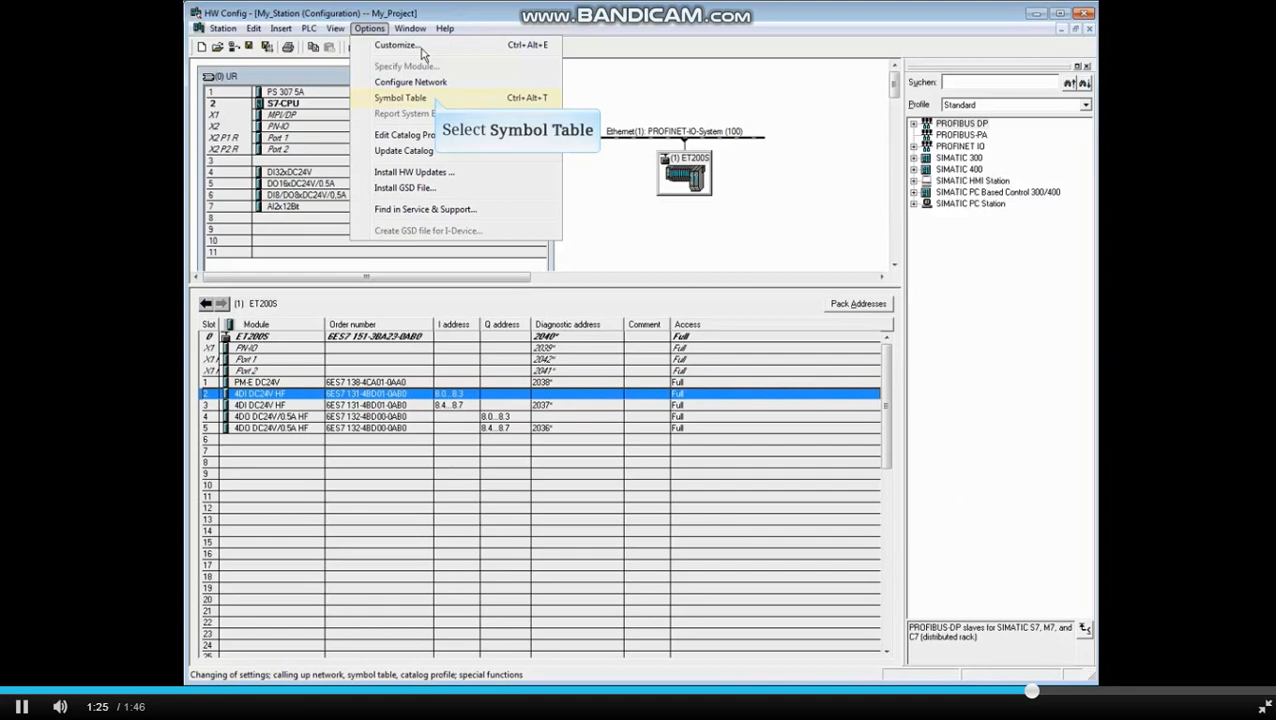 HW Config - [My_Station (Configuration) -- My_Project]
www.BANDICAM.com
Station Edit Insert PLC View Options Window Help
Customize... Ctrl+Alt+E
Specify Module...
Configure Network
Symbol Table Ctrl+Alt+T
Report System E
Edit Catalog Pro
Update Catalog
Install HW Updates ...
Install GSD File...
Find in Service & Support...
Create GSD file for I-Device...
Select Symbol Table
(0) UR
1 PS 307 5A
2 S7-CPU
X1 MPI/DP
X2 PN-IO
X2 P1 R Port 1
X2 P2 R Port 2
3
4 DI32xDC24V
5 DO16xDC24V/0.5A
6 DI8/DO8xDC24V/0,5A
7 AI2x12Bit
8
9
10
11
Ethernet(1): PROFINET-IO-System (100)
(1) ET200S
Suchen:
Profile Standard
PROFIBUS DP
PROFIBUS-PA
PROFINET IO
SIMATIC 300
SIMATIC 400
SIMATIC HMI Station
SIMATIC PC Based Control 300/400
SIMATIC PC Station
(1) ET200S Pack Addresses
Slot Module Order number I address Q address Diagnostic address Comment Access
0 ET200S 6ES7 151-3BA23-0AB0 2040* Full
X1 PN-IO 2039* Full
X1 Port 1 2042* Full
X1 Port 2 2041* Full
1 PM-E DC24V 6ES7 138-4CA01-0AA0 2038* Full
2 4DI DC24V HF 6ES7 131-4BD01-0AB0 8.0...8.3 Full
3 4DI DC24V HF 6ES7 131-4BD01-0AB0 8.4...8.7 2037* Full
4 4DO DC24V/0.5A HF 6ES7 132-4BD00-0AB0 8.0...8.3 Full
5 4DO DC24V/0.5A HF 6ES7 132-4BD00-0AB0 8.4...8.7 2036* Full
6
7
8
9
10
11
12
13
14
15
16
17
18
19
20
21
22
23
24
25
PROFIBUS-DP slaves for SIMATIC S7, M7, and
C7 (distributed rack)
Changing of settings; calling up network, symbol table, catalog profile; special functions
1:25 / 1:46